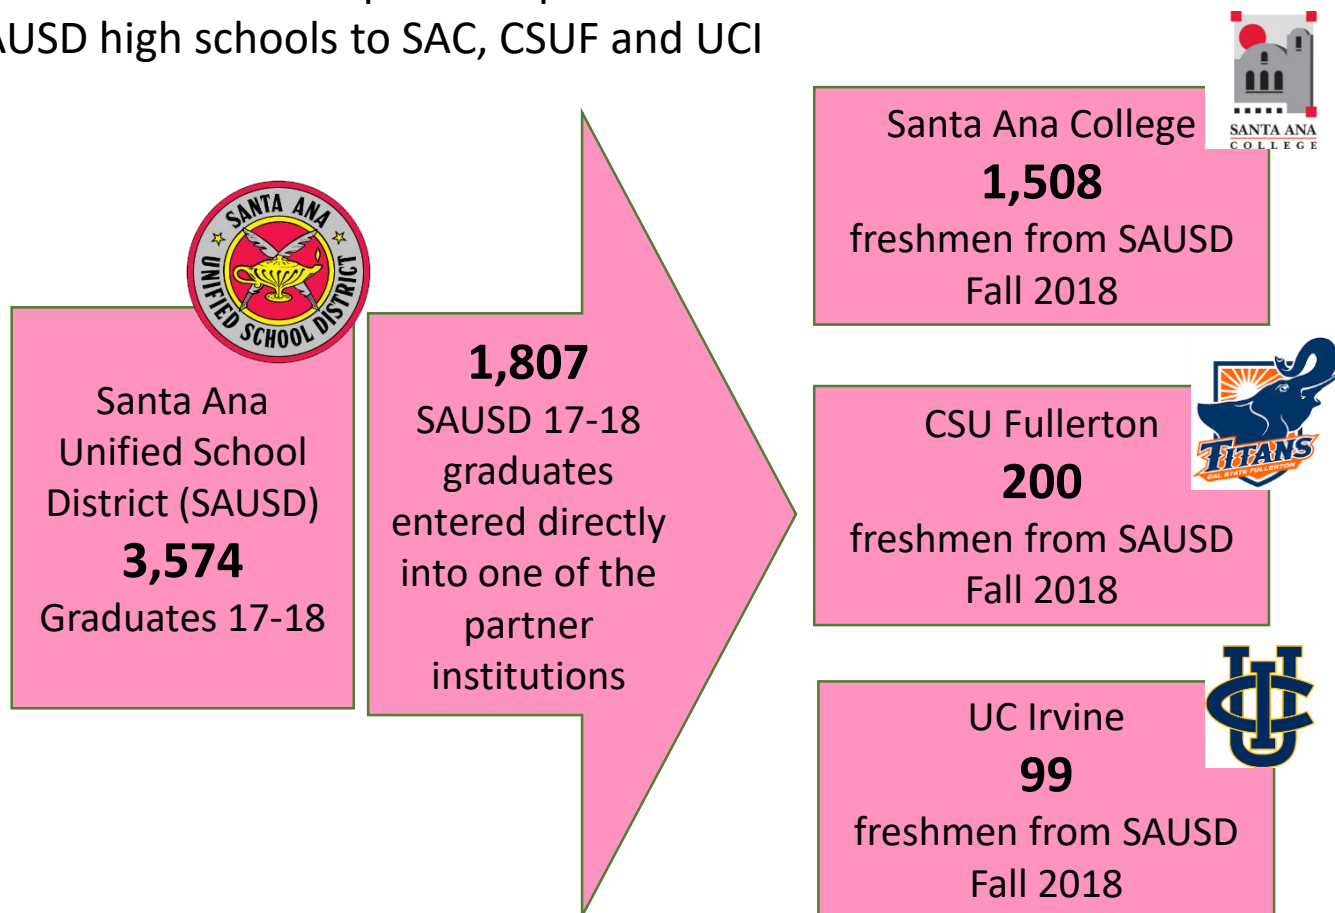 AUSD high schools to SAC, CSUF and UCI
SANTA ANA
UNIFIED SCHOOL DISTRICT
Santa Ana
Unified School
District (SAUSD)
3,574
Graduates 17-18
1,807
SAUSD 17-18
graduates
entered directly
into one of the
partner
institutions
Santa Ana College
1,508
freshmen from SAUSD
Fall 2018
SANTA ANA
COLLEGE
CSU Fullerton
200
freshmen from SAUSD
Fall 2018
TITANS
CAL STATE FULLERTON
UC Irvine
99
freshmen from SAUSD
Fall 2018
UCI